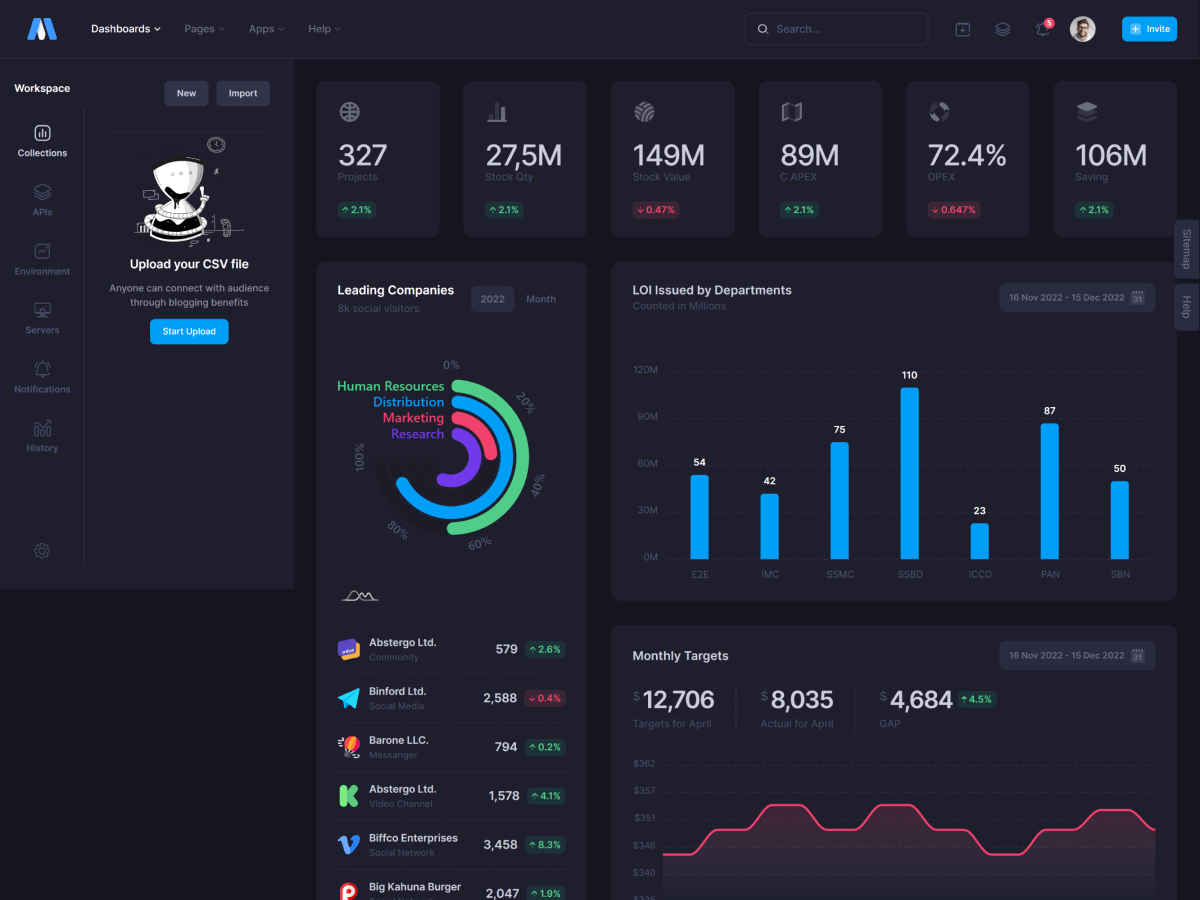 Dashboards
Pages
Apps
Help
Search...
5
Invite
Workspace
New
Import
Collections
APIs
Environment
Servers
Notifications
History
Upload your CSV file
Anyone can connect with audience
through blogging benefits
Start Upload
327
Projects
2.1%
27,5M
Stock Qty
2.1%
149M
Stock Value
0.47%
89M
C APEX
2.1%
72.4%
OPEX
0.647%
106M
Saving
2.1%
Sitemap
Help
Leading Companies
8k social visitors
2022
Month
0%
20%
40%
60%
80%
100%
Human Resources
Distribution
Marketing
Research
Abstergo Ltd.
Community
579
2.6%
Binford Ltd.
Social Media
2,588
0.4%
Barone LLC.
Messanger
794
0.2%
Abstergo Ltd.
Video Channel
1,578
4.1%
Biffco Enterprises
Social Network
3,458
8.3%
Big Kahuna Burger
2,047
1.9%
LOI Issued by Departments
Counted in Millions
16 Nov 2022 - 15 Dec 2022
31
120M
90M
60M
30M
0M
54
42
75
110
23
87
50
E2E
IMC
SSMC
SSBD
ICCD
PAN
SBN
Monthly Targets
16 Nov 2022 - 15 Dec 2022
31
$ 12,706
Targets for April
$ 8,035
Actual for April
$ 4,684
4.5%
GAP
$362
$357
$351
$346
$340